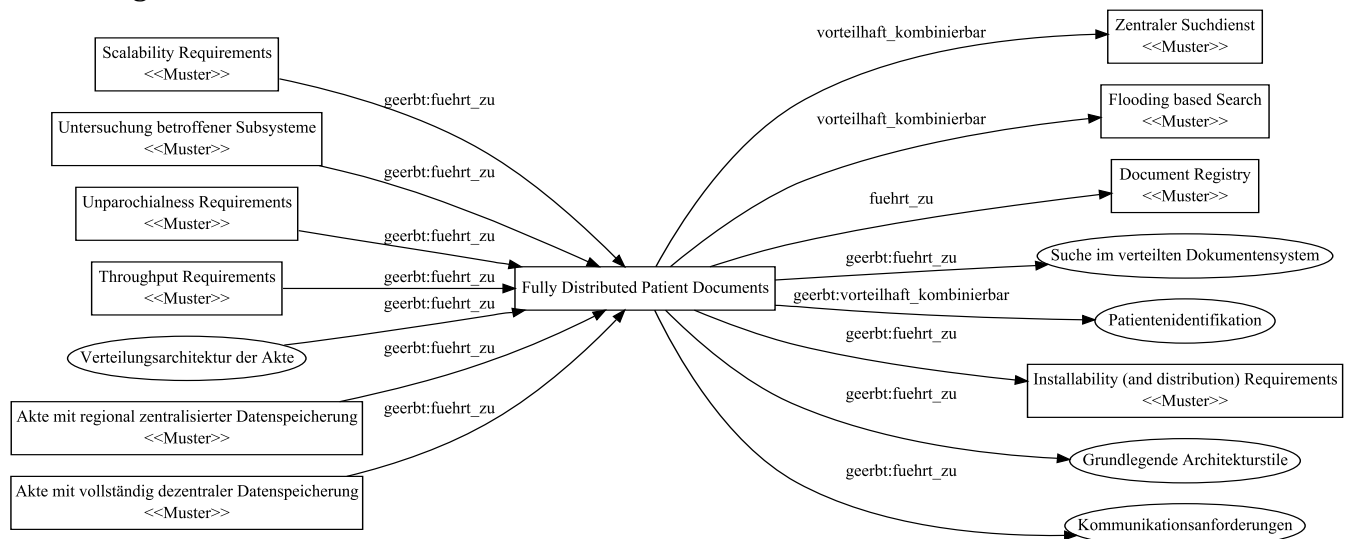 Scalability Requirements
<<Muster>>
Untersuchung betroffener Subsysteme
<<Muster>>
Unparochialness Requirements
<<Muster>>
Throughput Requirements
<<Muster>>
Verteilungsarchitektur der Akte
Akte mit regional zentralisierter Datenspeicherung
<<Muster>>
Akte mit vollständig dezentraler Datenspeicherung
<<Muster>>
geerbt:fuehrt_zu
geerbt:fuehrt_zu
geerbt:fuehrt_zu
geerbt:fuehrt_zu
geerbt:fuehrt_zu
geerbt:fuehrt_zu
geerbt:fuehrt_zu
Fully Distributed Patient Documents
vorteilhaft_kombinierbar
vorteilhaft_kombinierbar
fuehrt_zu
geerbt:fuehrt_zu
geerbt:vorteilhaft_kombinierbar
geerbt:fuehrt_zu
geerbt:fuehrt_zu
geerbt:fuehrt_zu
Zentraler Suchdienst
<<Muster>>
Flooding based Search
<<Muster>>
Document Registry
<<Muster>>
Suche im verteilten Dokumentensystem
Patientenidentifikation
Installability (and distribution) Requirements
<<Muster>>
Grundlegende Architekturstile
Kommunikationsanforderungen